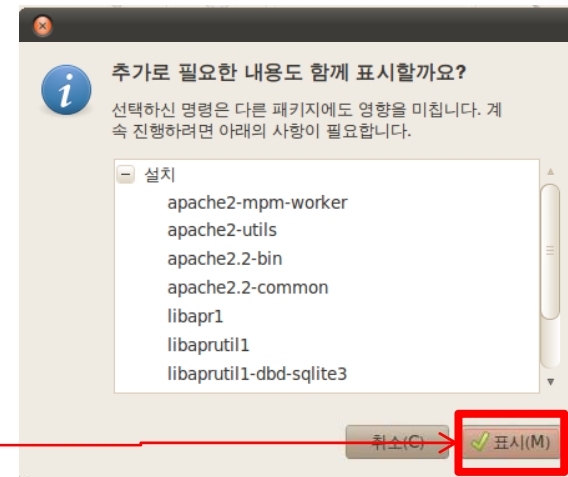 추가로 필요한 내용도 함께 표시할까요?
선택하신 명령은 다른 패키지에도 영향을 미칩니다. 계
속 진행하려면 아래의 사항이 필요합니다.
설치
apache2-mpm-worker
apache2-utils
apache2.2-bin
apache2.2-common
libapr1
libaprutil1
libaprutil1-dbd-sqlite3
취소(C) 표시(M)